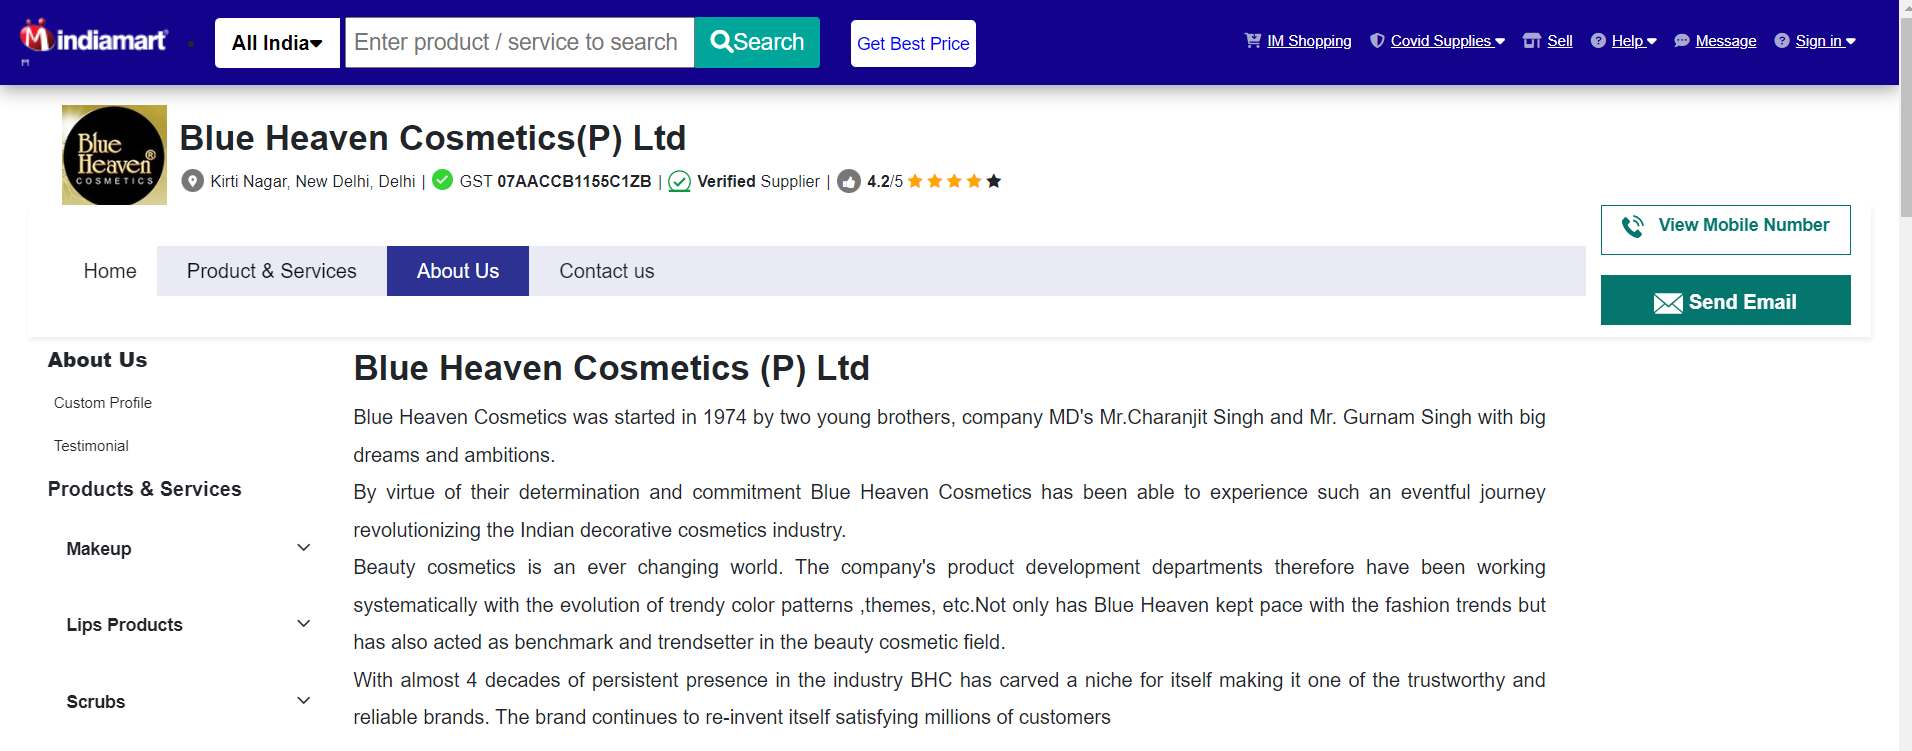 indiamart
All India
Enter product / service to search
Search
Get Best Price
IM Shopping
Covid Supplies
Sell
Help
Message
Sign in
Blue
Heaven®
COSMETICS
Blue Heaven Cosmetics(P) Ltd
Kirti Nagar, New Delhi, Delhi | GST 07AACCB1155C1ZB | Verified Supplier | 4.2/5
View Mobile Number
Home
Product & Services
About Us
Contact us
Send Email
About Us
Custom Profile
Testimonial
Products & Services
Makeup
Lips Products
Scrubs
Blue Heaven Cosmetics (P) Ltd
Blue Heaven Cosmetics was started in 1974 by two young brothers, company MD's Mr.Charanjit Singh and Mr. Gurnam Singh with big
dreams and ambitions.
By virtue of their determination and commitment Blue Heaven Cosmetics has been able to experience such an eventful journey
revolutionizing the Indian decorative cosmetics industry.
Beauty cosmetics is an ever changing world. The company's product development departments therefore have been working
systematically with the evolution of trendy color patterns ,themes, etc.Not only has Blue Heaven kept pace with the fashion trends but
has also acted as benchmark and trendsetter in the beauty cosmetic field.
With almost 4 decades of persistent presence in the industry BHC has carved a niche for itself making it one of the trustworthy and
reliable brands. The brand continues to re-invent itself satisfying millions of customers